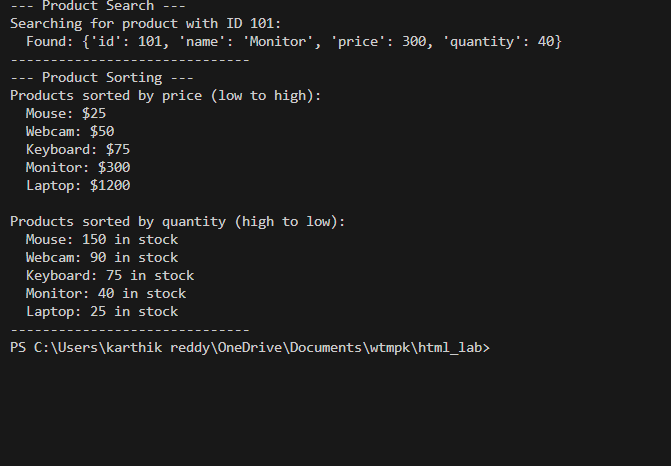 --- Product Search ---
Searching for product with ID 101:
  Found: {'id': 101, 'name': 'Monitor', 'price': 300, 'quantity': 40}
------------------------------
--- Product Sorting ---
Products sorted by price (low to high):
  Mouse: $25
  Webcam: $50
  Keyboard: $75
  Monitor: $300
  Laptop: $1200

Products sorted by quantity (high to low):
  Mouse: 150 in stock
  Webcam: 90 in stock
  Keyboard: 75 in stock
  Monitor: 40 in stock
  Laptop: 25 in stock
------------------------------
PS C:\Users\karthik reddy\OneDrive\Documents\wtmpk\html_lab>